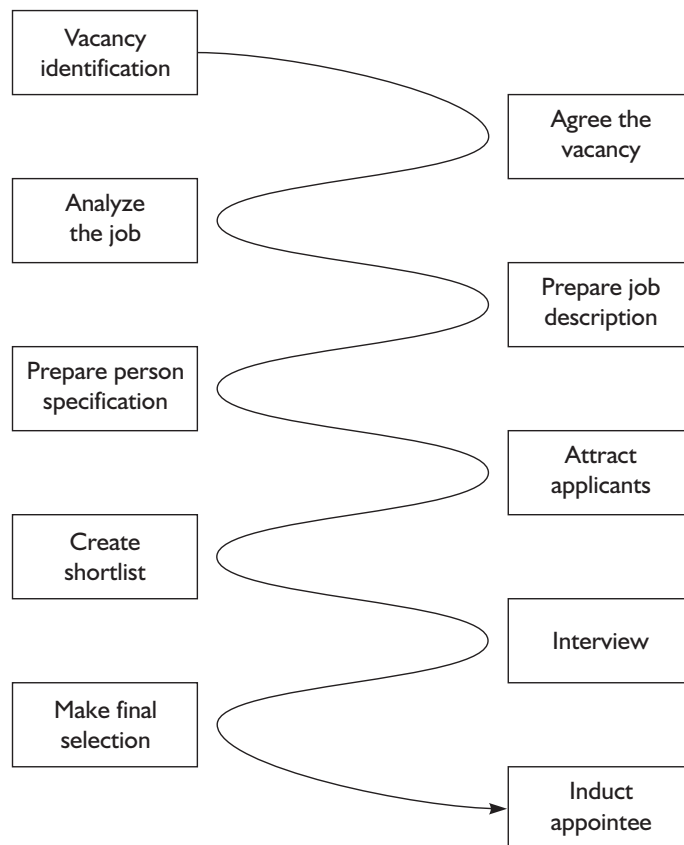 Vacancy
identification
Agree the
vacancy
Analyze
the job
Prepare job
description
Prepare person
specification
Attract
applicants
Create
shortlist
Interview
Make final
selection
Induct
appointee